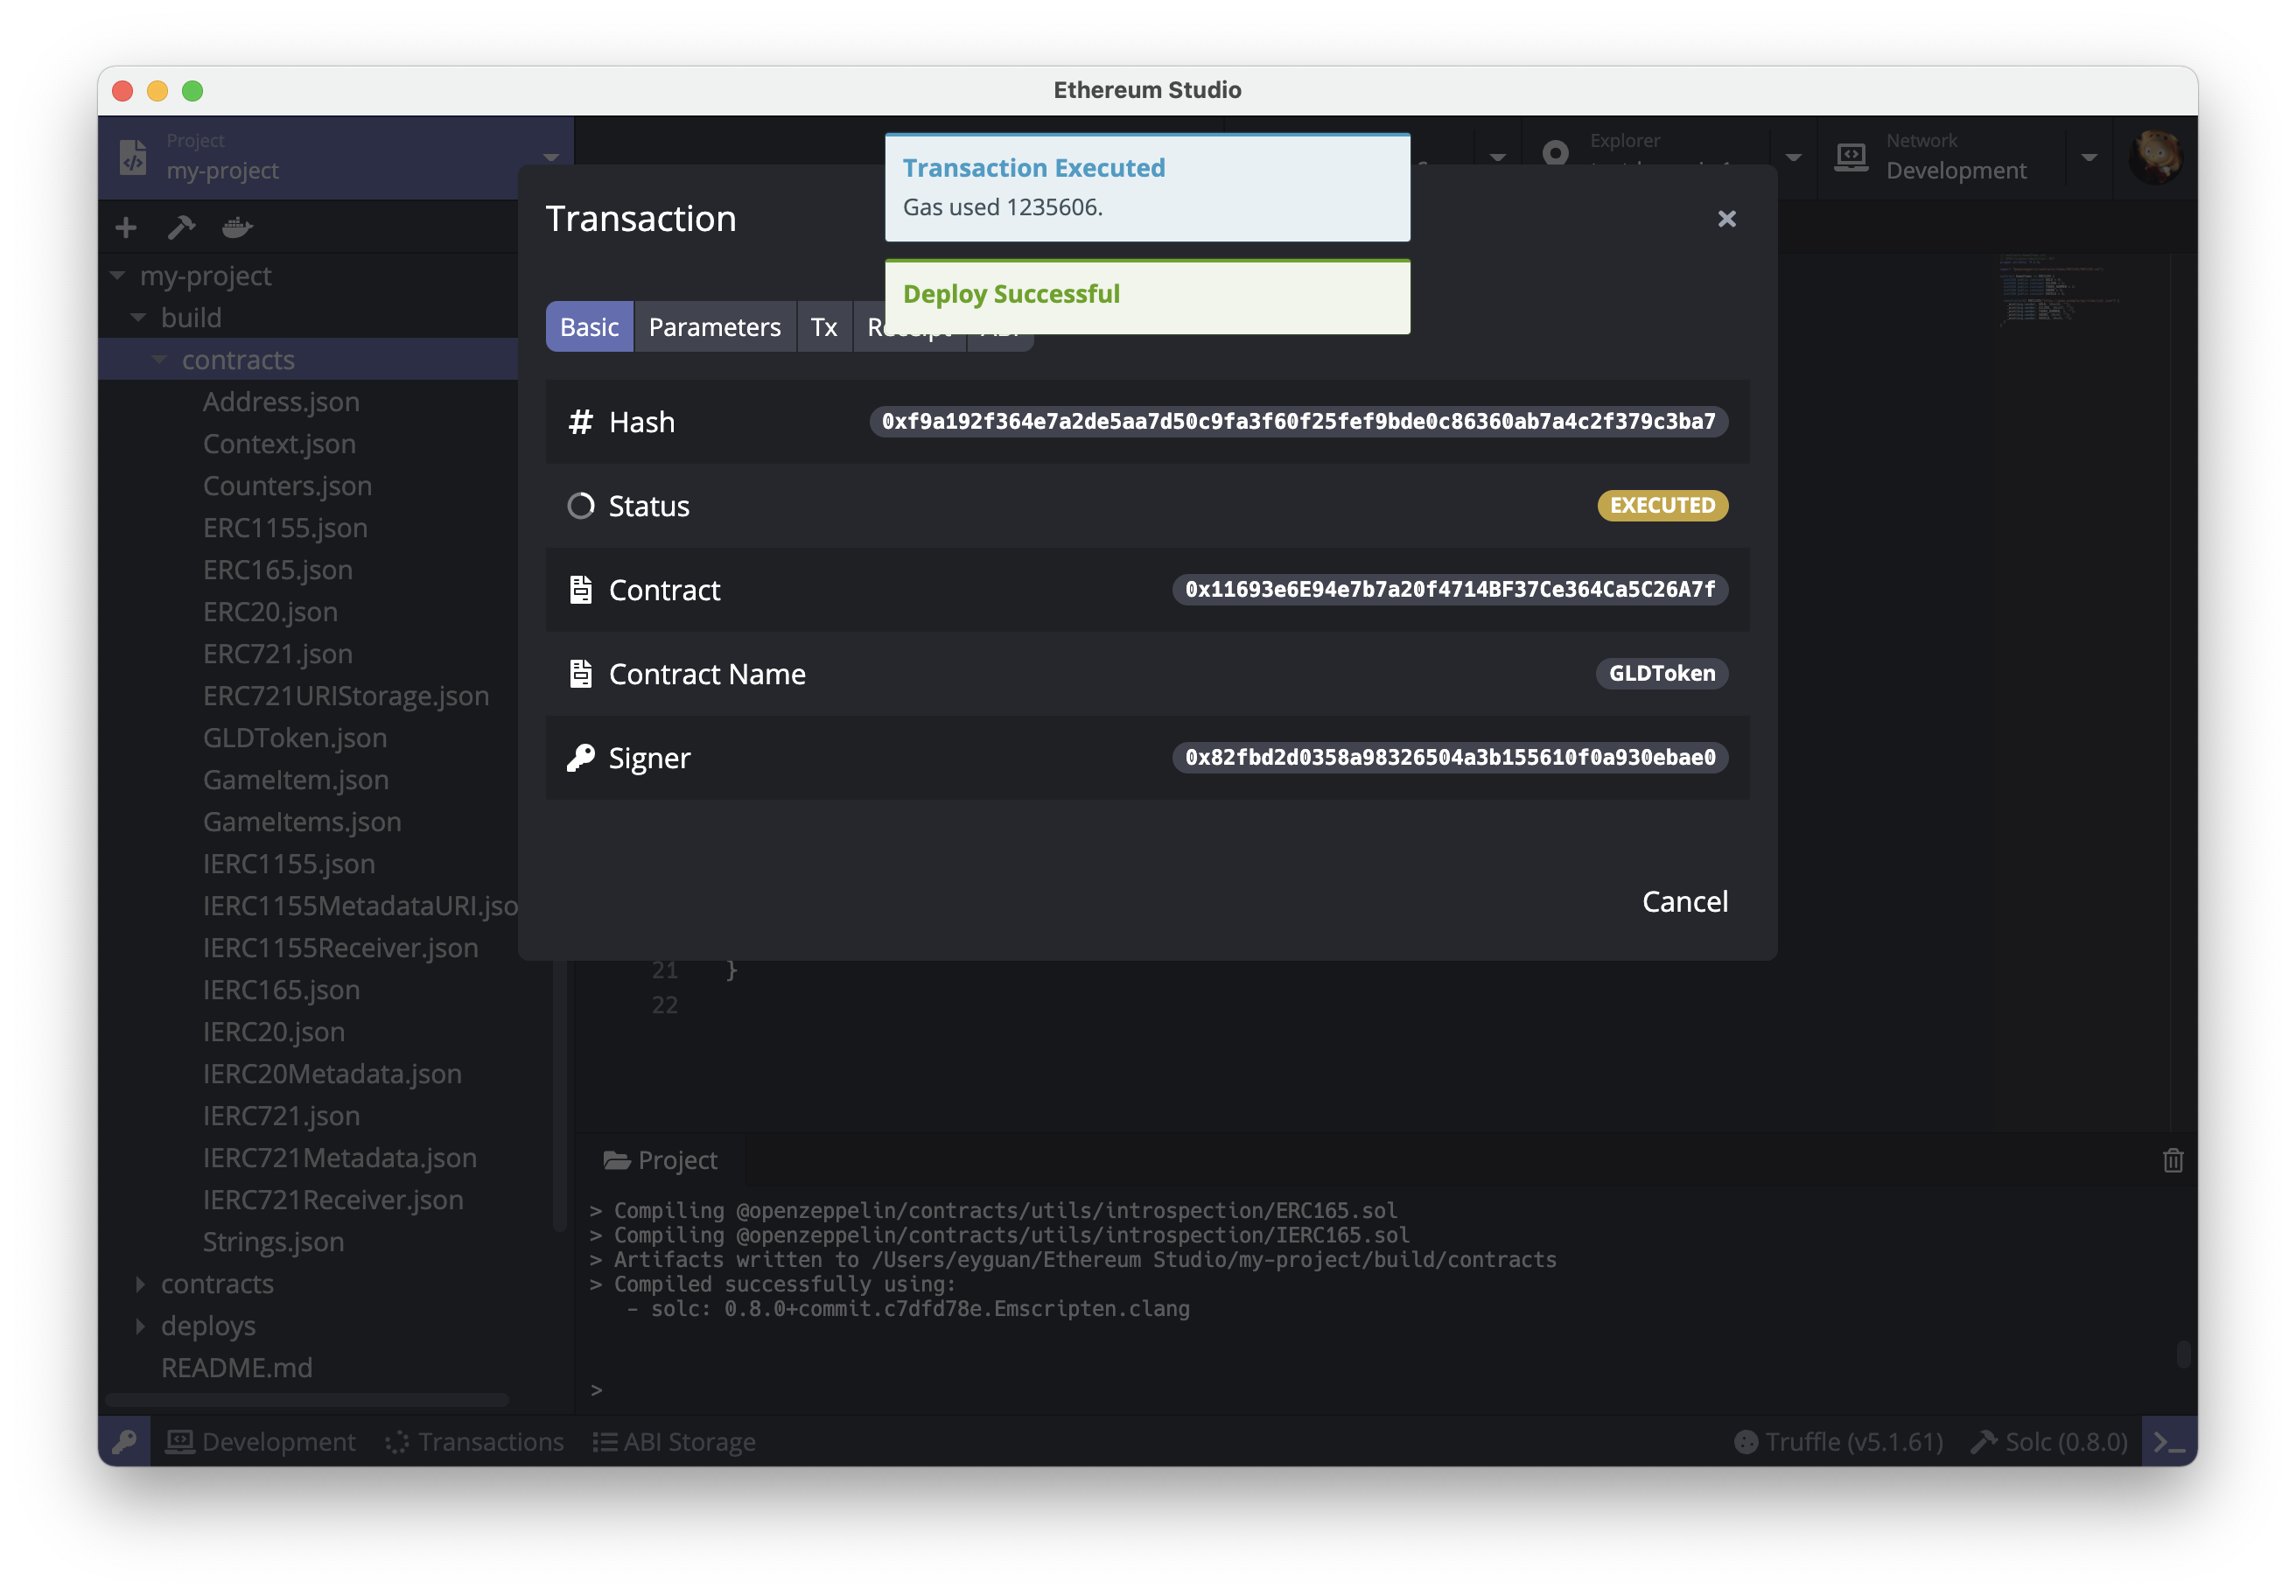 Ethereum Studio
Project
my-project
Explorer
Network
Development
Transaction Executed
Gas used 1235606.
Deploy Successful
Transaction
Basic
Parameters
Tx
Receipt
ABI
Hash
0xf9a192f364e7a2de5aa7d50c9fa3f60f25fef9bde0c86360ab7a4c2f379c3ba7
Status
EXECUTED
Contract
0x11693e6E94e7b7a20f4714BF37Ce364Ca5C26A7f
Contract Name
GLDToken
Signer
0x82fbd2d0358a98326504a3b155610f0a930ebae0
Cancel
my-project
build
contracts
Address.json
Context.json
Counters.json
ERC1155.json
ERC165.json
ERC20.json
ERC721.json
ERC721URIStorage.json
GLDToken.json
GameItem.json
GameItems.json
IERC1155.json
IERC1155MetadataURI.jso
IERC1155Receiver.json
IERC165.json
IERC20.json
IERC20Metadata.json
IERC721.json
IERC721Metadata.json
IERC721Receiver.json
Strings.json
contracts
deploys
README.md
21 }
22
Project
> Compiling @openzeppelin/contracts/utils/introspection/ERC165.sol
> Compiling @openzeppelin/contracts/utils/introspection/IERC165.sol
> Artifacts written to /Users/eyguan/Ethereum Studio/my-project/build/contracts
> Compiled successfully using:
- solc: 0.8.0+commit.c7dfd78e.Emscripten.clang
>
Development
Transactions
ABI Storage
Truffle (v5.1.61)
Solc (0.8.0)